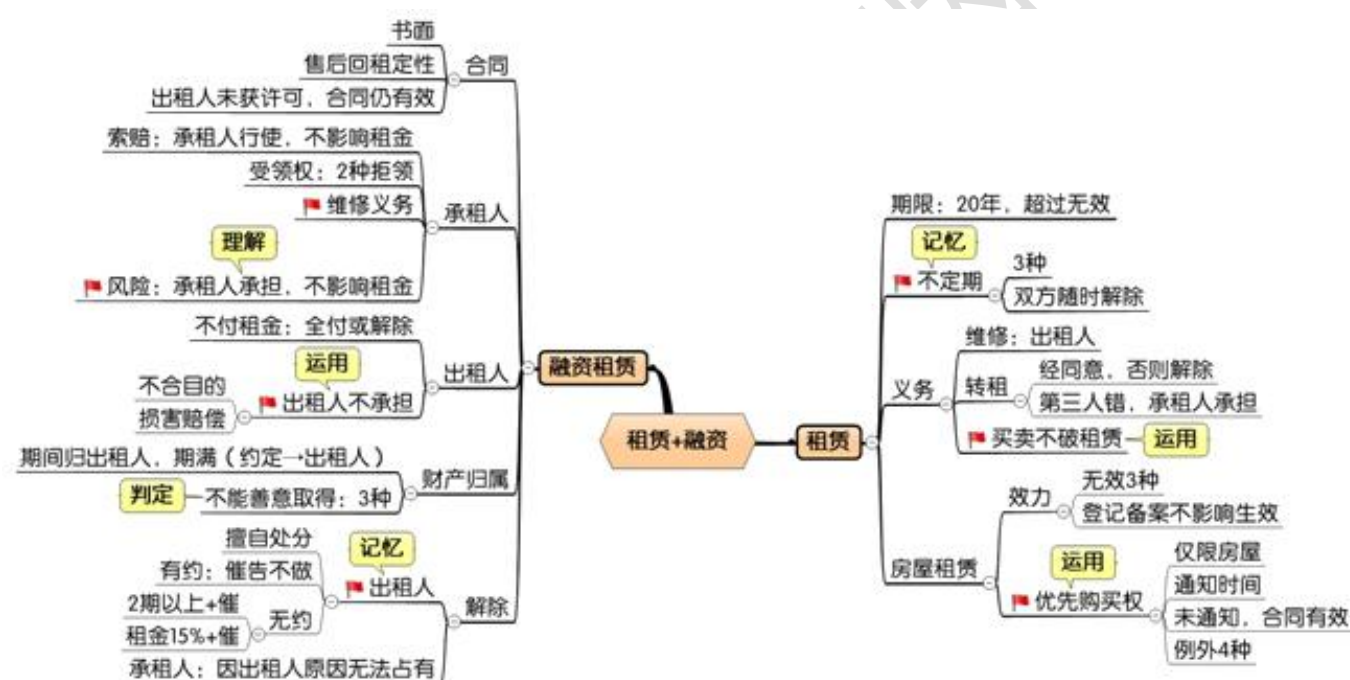 租赁+融资
融资租赁
合同
书面
售后回租定性
出租人未获许可，合同仍有效
承租人
索赔：承租人行使，不影响租金
受领权：2种拒领
维修义务
理解
风险：承租人承担，不影响租金
出租人
不付租金：全付或解除
运用
出租人不承担
不合目的
损害赔偿
财产归属
期间归出租人，期满（约定→出租人）
判定
不能善意取得：3种
解除
记忆
出租人
擅自处分
有约：催告不做
无约
2期以上+催
租金15%+催
承租人：因出租人原因无法占有
租赁
期限：20年，超过无效
记忆
不定期
3种
双方随时解除
义务
维修：出租人
转租
经同意，否则解除
第三人错，承租人承担
买卖不破租赁
运用
房屋租赁
效力
无效3种
登记备案不影响生效
运用
优先购买权
仅限房屋
通知时间
未通知，合同有效
例外4种